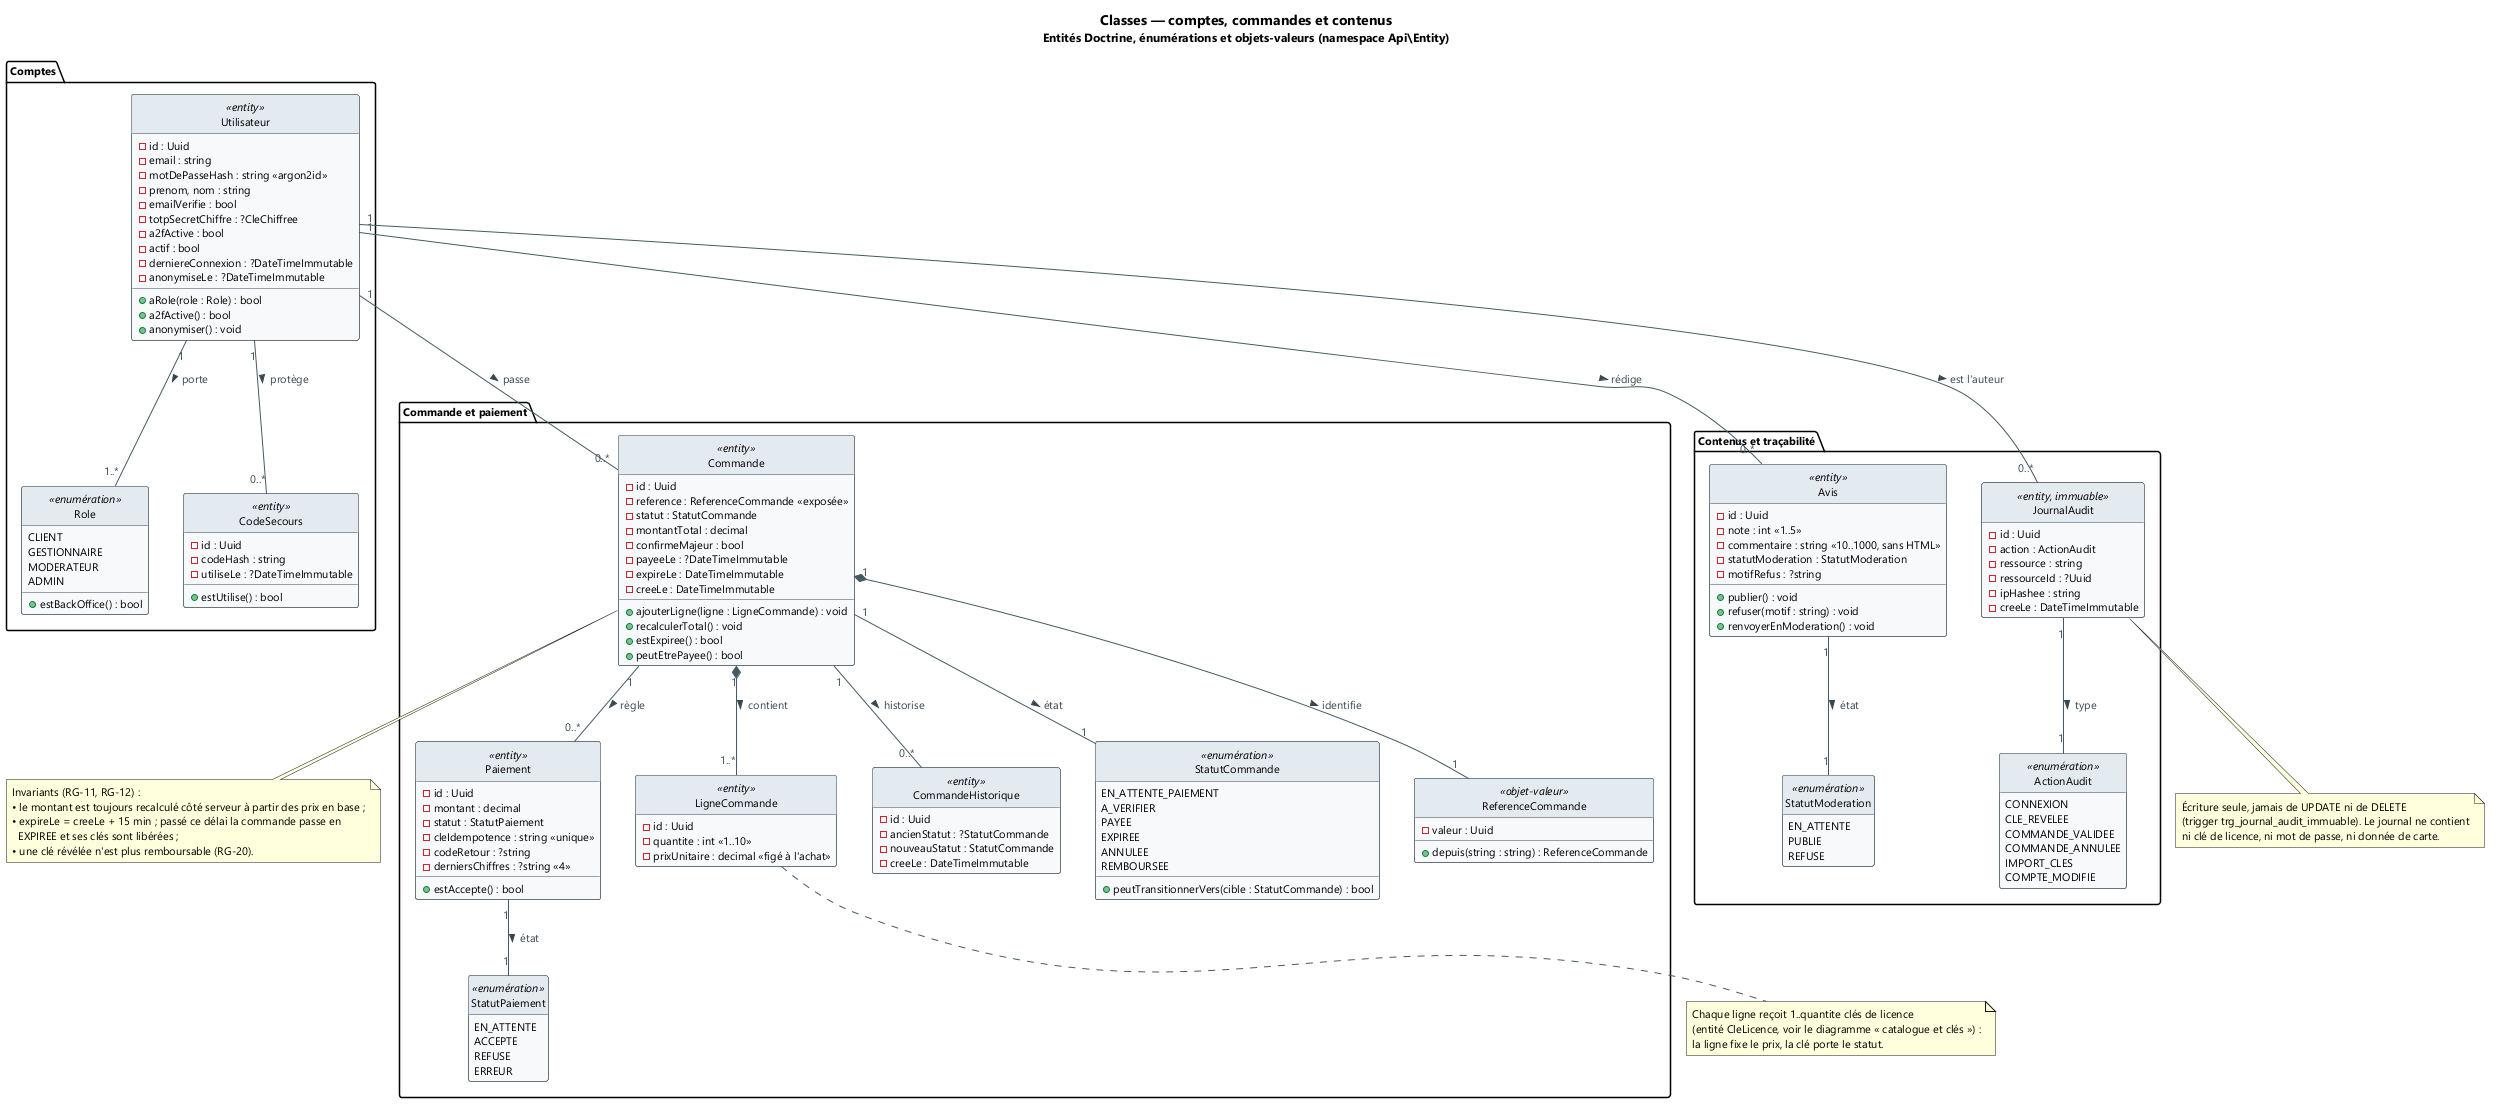 Classes — comptes, commandes et contenus
Entités Doctrine, énumérations et objets-valeurs (namespace Api\Entity)
Comptes
«entity»
Utilisateur
id : Uuid
email : string
motDePasseHash : string «argon2id»
prenom, nom : string
emailVerifie : bool
totpSecretChiffre : ?CleChiffree
a2fActive : bool
actif : bool
derniereConnexion : ?DateTimeImmutable
anonymiseLe : ?DateTimeImmutable
aRole(role : Role) : bool
a2fActive() : bool
anonymiser() : void
1
1
1
1
1
porte
protège
passe
rédige
est l'auteur
1..*
0..*
0..*
0..*
0..*
«enumération»
Role
CLIENT
GESTIONNAIRE
MODERATEUR
ADMIN
estBackOffice() : bool
«entity»
CodeSecours
id : Uuid
codeHash : string
utiliseLe : ?DateTimeImmutable
estUtilise() : bool
Commande et paiement
«entity»
Commande
id : Uuid
reference : ReferenceCommande «exposée»
statut : StatutCommande
montantTotal : decimal
confirmeMajeur : bool
payeeLe : ?DateTimeImmutable
expireLe : DateTimeImmutable
creeLe : DateTimeImmutable
ajouterLigne(ligne : LigneCommande) : void
recalculerTotal() : void
estExpiree() : bool
peutEtrePayee() : bool
1
1
1
1
1
règle
contient
historise
état
identifie
0..*
1..*
0..*
1
1
«entity»
Paiement
id : Uuid
montant : decimal
statut : StatutPaiement
cleIdempotence : string «unique»
codeRetour : ?string
derniersChiffres : ?string «4»
estAccepte() : bool
«entity»
LigneCommande
id : Uuid
quantite : int «1..10»
prixUnitaire : decimal «figé à l'achat»
«entity»
CommandeHistorique
id : Uuid
ancienStatut : ?StatutCommande
nouveauStatut : StatutCommande
creeLe : DateTimeImmutable
«enumération»
StatutCommande
EN_ATTENTE_PAIEMENT
A_VERIFIER
PAYEE
EXPIREE
ANNULEE
REMBOURSEE
peutTransitionnerVers(cible : StatutCommande) : bool
«objet-valeur»
ReferenceCommande
valeur : Uuid
depuis(string : string) : ReferenceCommande
1
état
1
«enumération»
StatutPaiement
EN_ATTENTE
ACCEPTE
REFUSE
ERREUR
Contenus et traçabilité
«entity»
Avis
id : Uuid
note : int «1..5»
commentaire : string «10..1000, sans HTML»
statutModeration : StatutModeration
motifRefus : ?string
publier() : void
refuser(motif : string) : void
renvoyerEnModeration() : void
«entity, immuable»
JournalAudit
id : Uuid
action : ActionAudit
ressource : string
ressourceId : ?Uuid
ipHashee : string
creeLe : DateTimeImmutable
1
état
1
1
type
1
«enumération»
StatutModeration
EN_ATTENTE
PUBLIE
REFUSE
«enumération»
ActionAudit
CONNEXION
CLE_REVELEE
COMMANDE_VALIDEE
COMMANDE_ANNULEE
IMPORT_CLES
COMPTE_MODIFIE
Invariants (RG-11, RG-12) :
• le montant est toujours recalculé côté serveur à partir des prix en base ;
• expireLe = creeLe + 15 min ; passé ce délai la commande passe en
EXPIREE et ses clés sont libérées ;
• une clé révélée n'est plus remboursable (RG-20).
Écriture seule, jamais de UPDATE ni de DELETE
(trigger trg_journal_audit_immuable). Le journal ne contient
ni clé de licence, ni mot de passe, ni donnée de carte.
Chaque ligne reçoit 1..quantite clés de licence
(entité CleLicence, voir le diagramme « catalogue et clés ») :
la ligne fixe le prix, la clé porte le statut.